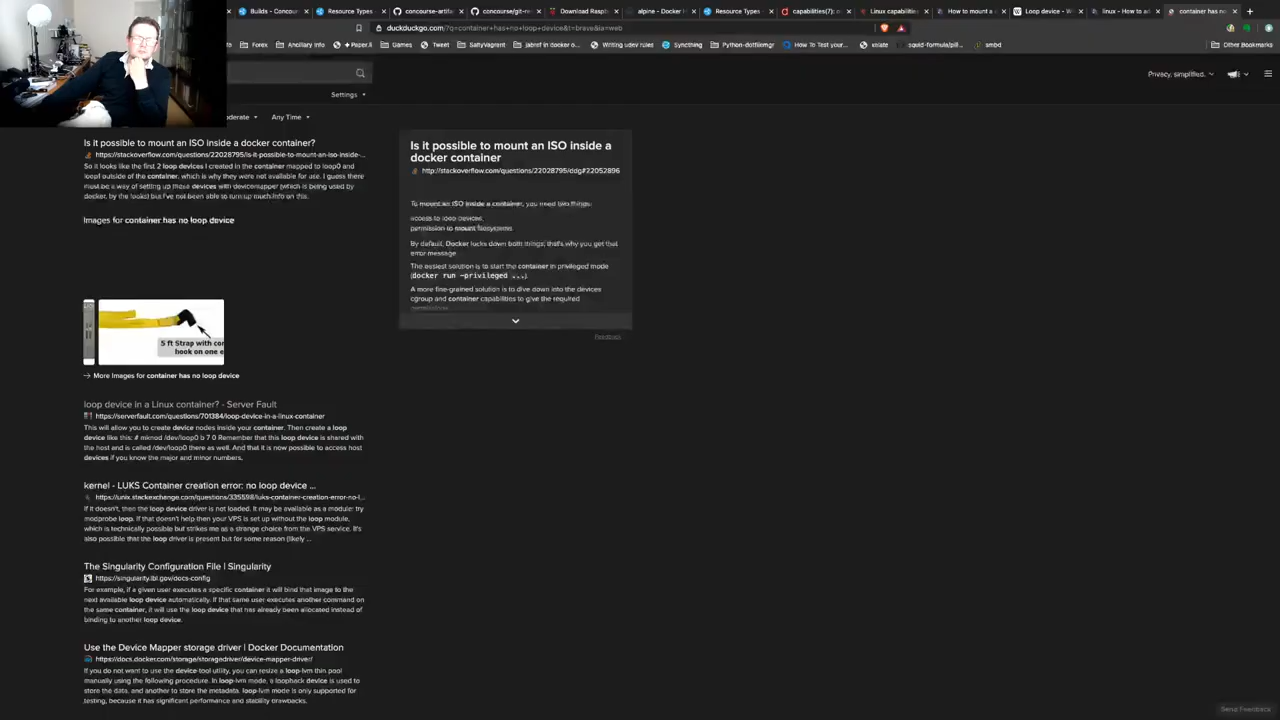 Builds - Concour
Resource Types
concourse-artifa
concourse/git-re
Download Raspb
alpine - Docker
Resource Types
capabilities(7):
Linux capabilities
How to mount a
Loop device - W
linux - How to ad
container has n
duckduckgo.com/?q=container+has+no+loop+device&t=brave&ia=web
Forex
Ancillary info
Games
Tweet
SaltyVagrant
jabref in docker o...
Writing udev rules
Syncthing
Python-dotfilemgr
How To Test your...
xnlate
squid-formula/pill...
smbd
Other Bookmarks
Privacy, simplified.
Settings
oderate
Any Time
Is it possible to mount an ISO inside a docker container?
https://stackoverflow.com/questions/22028795/is-it-possible-to-mount-an-iso-inside-...
So it looks like the first 2 loop devices I created in the container mapped to loop0 and
loop1 outside of the container, which is why they were not available for use. I guess there
must be a way of setting up these devices with devicemapper (which is being used by
docker, by the looks) but I've not been able to turn up much info on this.
Images for container has no loop device
5 ft Strap with cor
hook on one e
More Images for container has no loop device
loop device in a Linux container? - Server Fault
https://serverfault.com/questions/701384/loop-device-in-a-linux-container
This will allow you to create device nodes inside your container. Then create a loop
device like this: # mknod /dev/loop0 b 7 0 Remember that this loop device is shared with
the host and is called /dev/loop0 there as well. And that it is now possible to access host
devices if you know the major and minor numbers.
kernel - LUKS Container creation error: no loop device ...
https://unix.stackexchange.com/questions/335598/luks-container-creation-error-no-l...
If it doesn't, then the loop device driver is not loaded. It may be available as a module: try
modprobe loop. If that doesn't help then your VPS is set up without the loop module,
which is technically possible but strikes me as a strange choice from the VPS service. It's
also possible that the loop driver is present but for some reason (likely ...
The Singularity Configuration File | Singularity
https://singularity.lbl.gov/docs-config
For example, if a given user executes a specific container it will bind that image to the
next available loop device automatically. If that same user executes another command on
the same container, it will use the loop device that has already been allocated instead of
binding to another loop device.
Use the Device Mapper storage driver | Docker Documentation
https://docs.docker.com/storage/storagedriver/device-mapper-driver/
If you do not want to use the device-tool utility, you can resize a loop-lvm thin pool
manually using the following procedure. In loop-lvm mode, a loopback device is used to
store the data, and another to store the metadata. loop-lvm mode is only supported for
testing, because it has significant performance and stability drawbacks.
Is it possible to mount an ISO inside a
docker container
http://stackoverflow.com/questions/22028795/ddg#22052896
To mount an ISO inside a container, you need two things:
access to loop devices,
permission to mount filesystems.
By default, Docker locks down both things; that's why you get that
error message.
The easiest solution is to start the container in privileged mode
(docker run -privileged ...).
A more fine-grained solution is to dive down into the devices
cgroup and container capabilities to give the required
permissions.
Feedback
Send Feedback